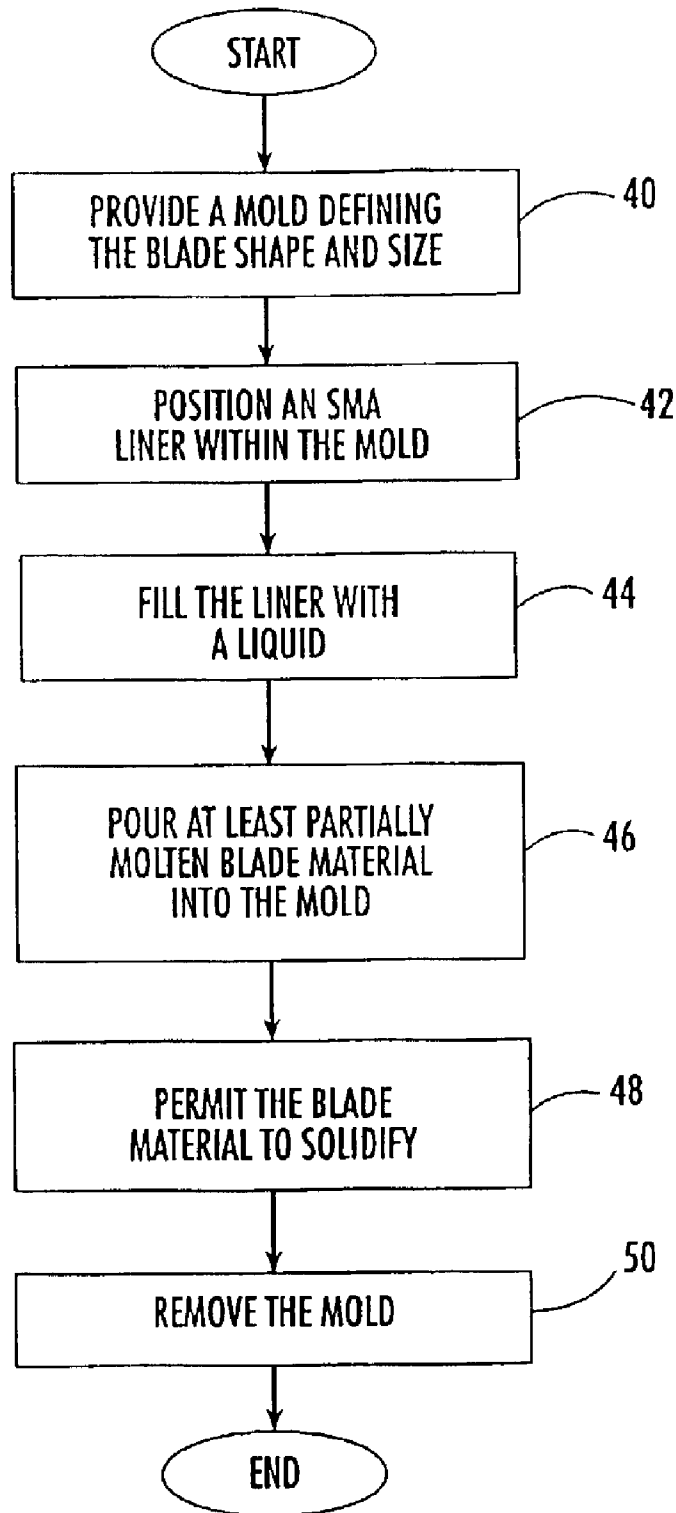 START
PROVIDE A MOLD DEFINING
THE BLADE SHAPE AND SIZE
40
POSITION AN SMA
LINER WITHIN THE MOLD
42
FILL THE LINER WITH
A LIQUID
44
POUR AT LEAST PARTIALLY
MOLTEN BLADE MATERIAL
INTO THE MOLD
46
PERMIT THE BLADE
MATERIAL TO SOLIDIFY
48
REMOVE THE MOLD
50
END